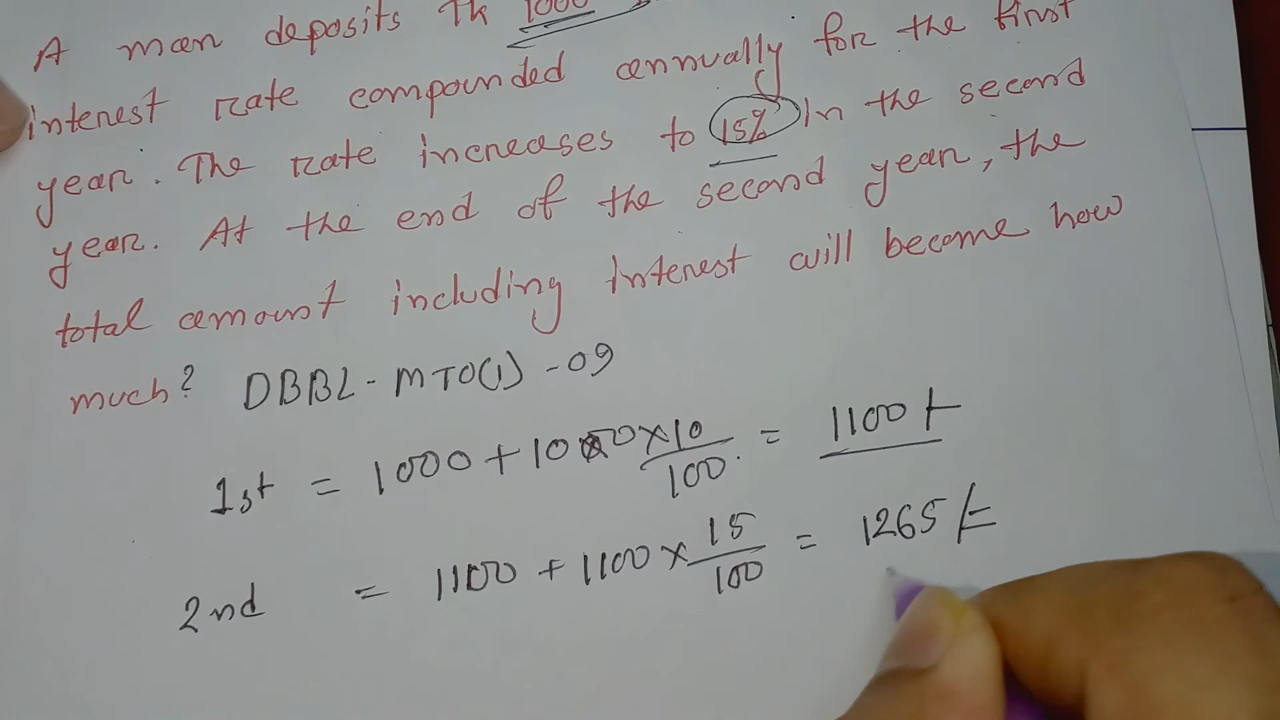 A man deposits Tk 1000
interest rate compounded annually for the first
year. The rate increases to 15% in the second
year. At the end of the second year, the
total amount including interest will become how
much? DBBL - MTO(1) - 09
1st = 1000 + 1000 × 10 / 100 = 1100 /-
2nd = 1100 + 1100 × 15 / 100 = 1265 /=